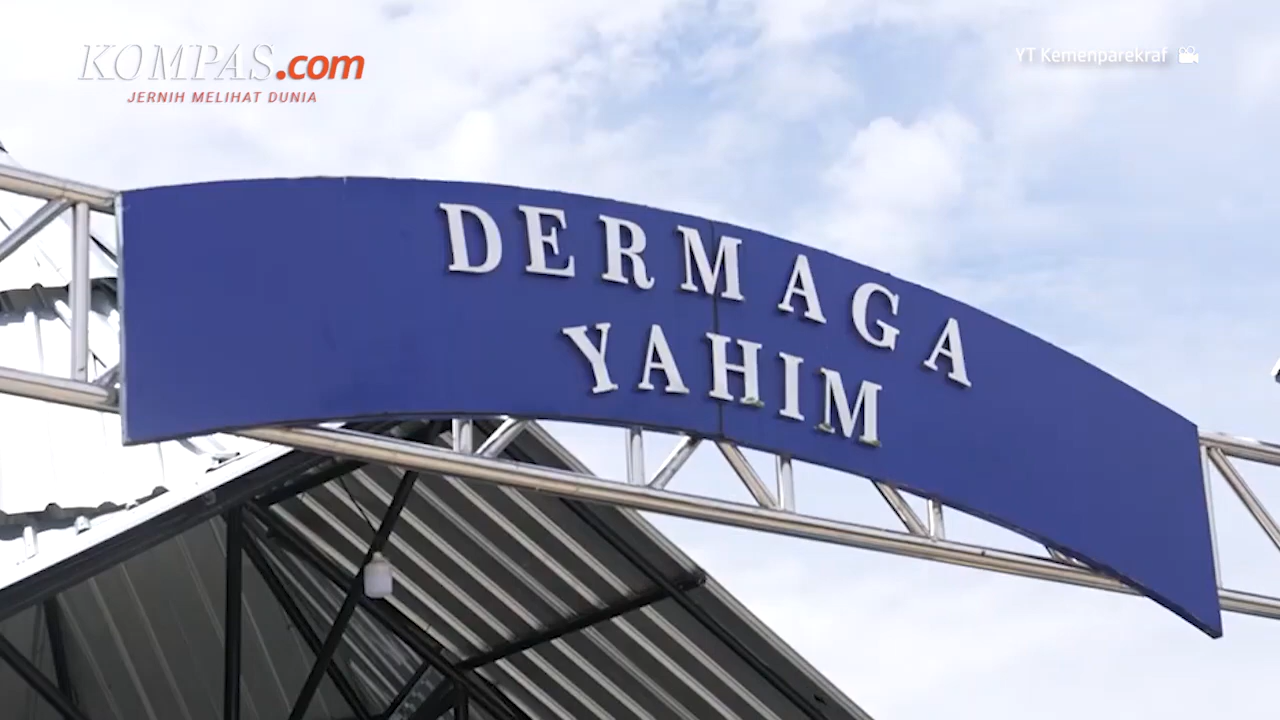 KOMPAS.com
JERNIH MELIHAT DUNIA
YT Kemenparekraf
DERMAGA
YAHIM